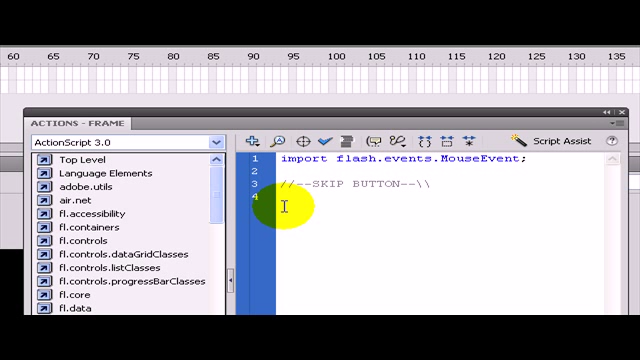 60 65 70 75 80 85 90 95 100 105 110 115 120 125 130 135
ACTIONS - FRAME
ActionScript 3.0
Script Assist
Top Level
Language Elements
adobe.utils
air.net
fl.accessibility
fl.containers
fl.controls
fl.controls.dataGridClasses
fl.controls.listClasses
fl.controls.progressBarClasses
fl.core
fl.data
1 import flash.events.MouseEvent;
2
3 //--SKIP BUTTON--\\
4